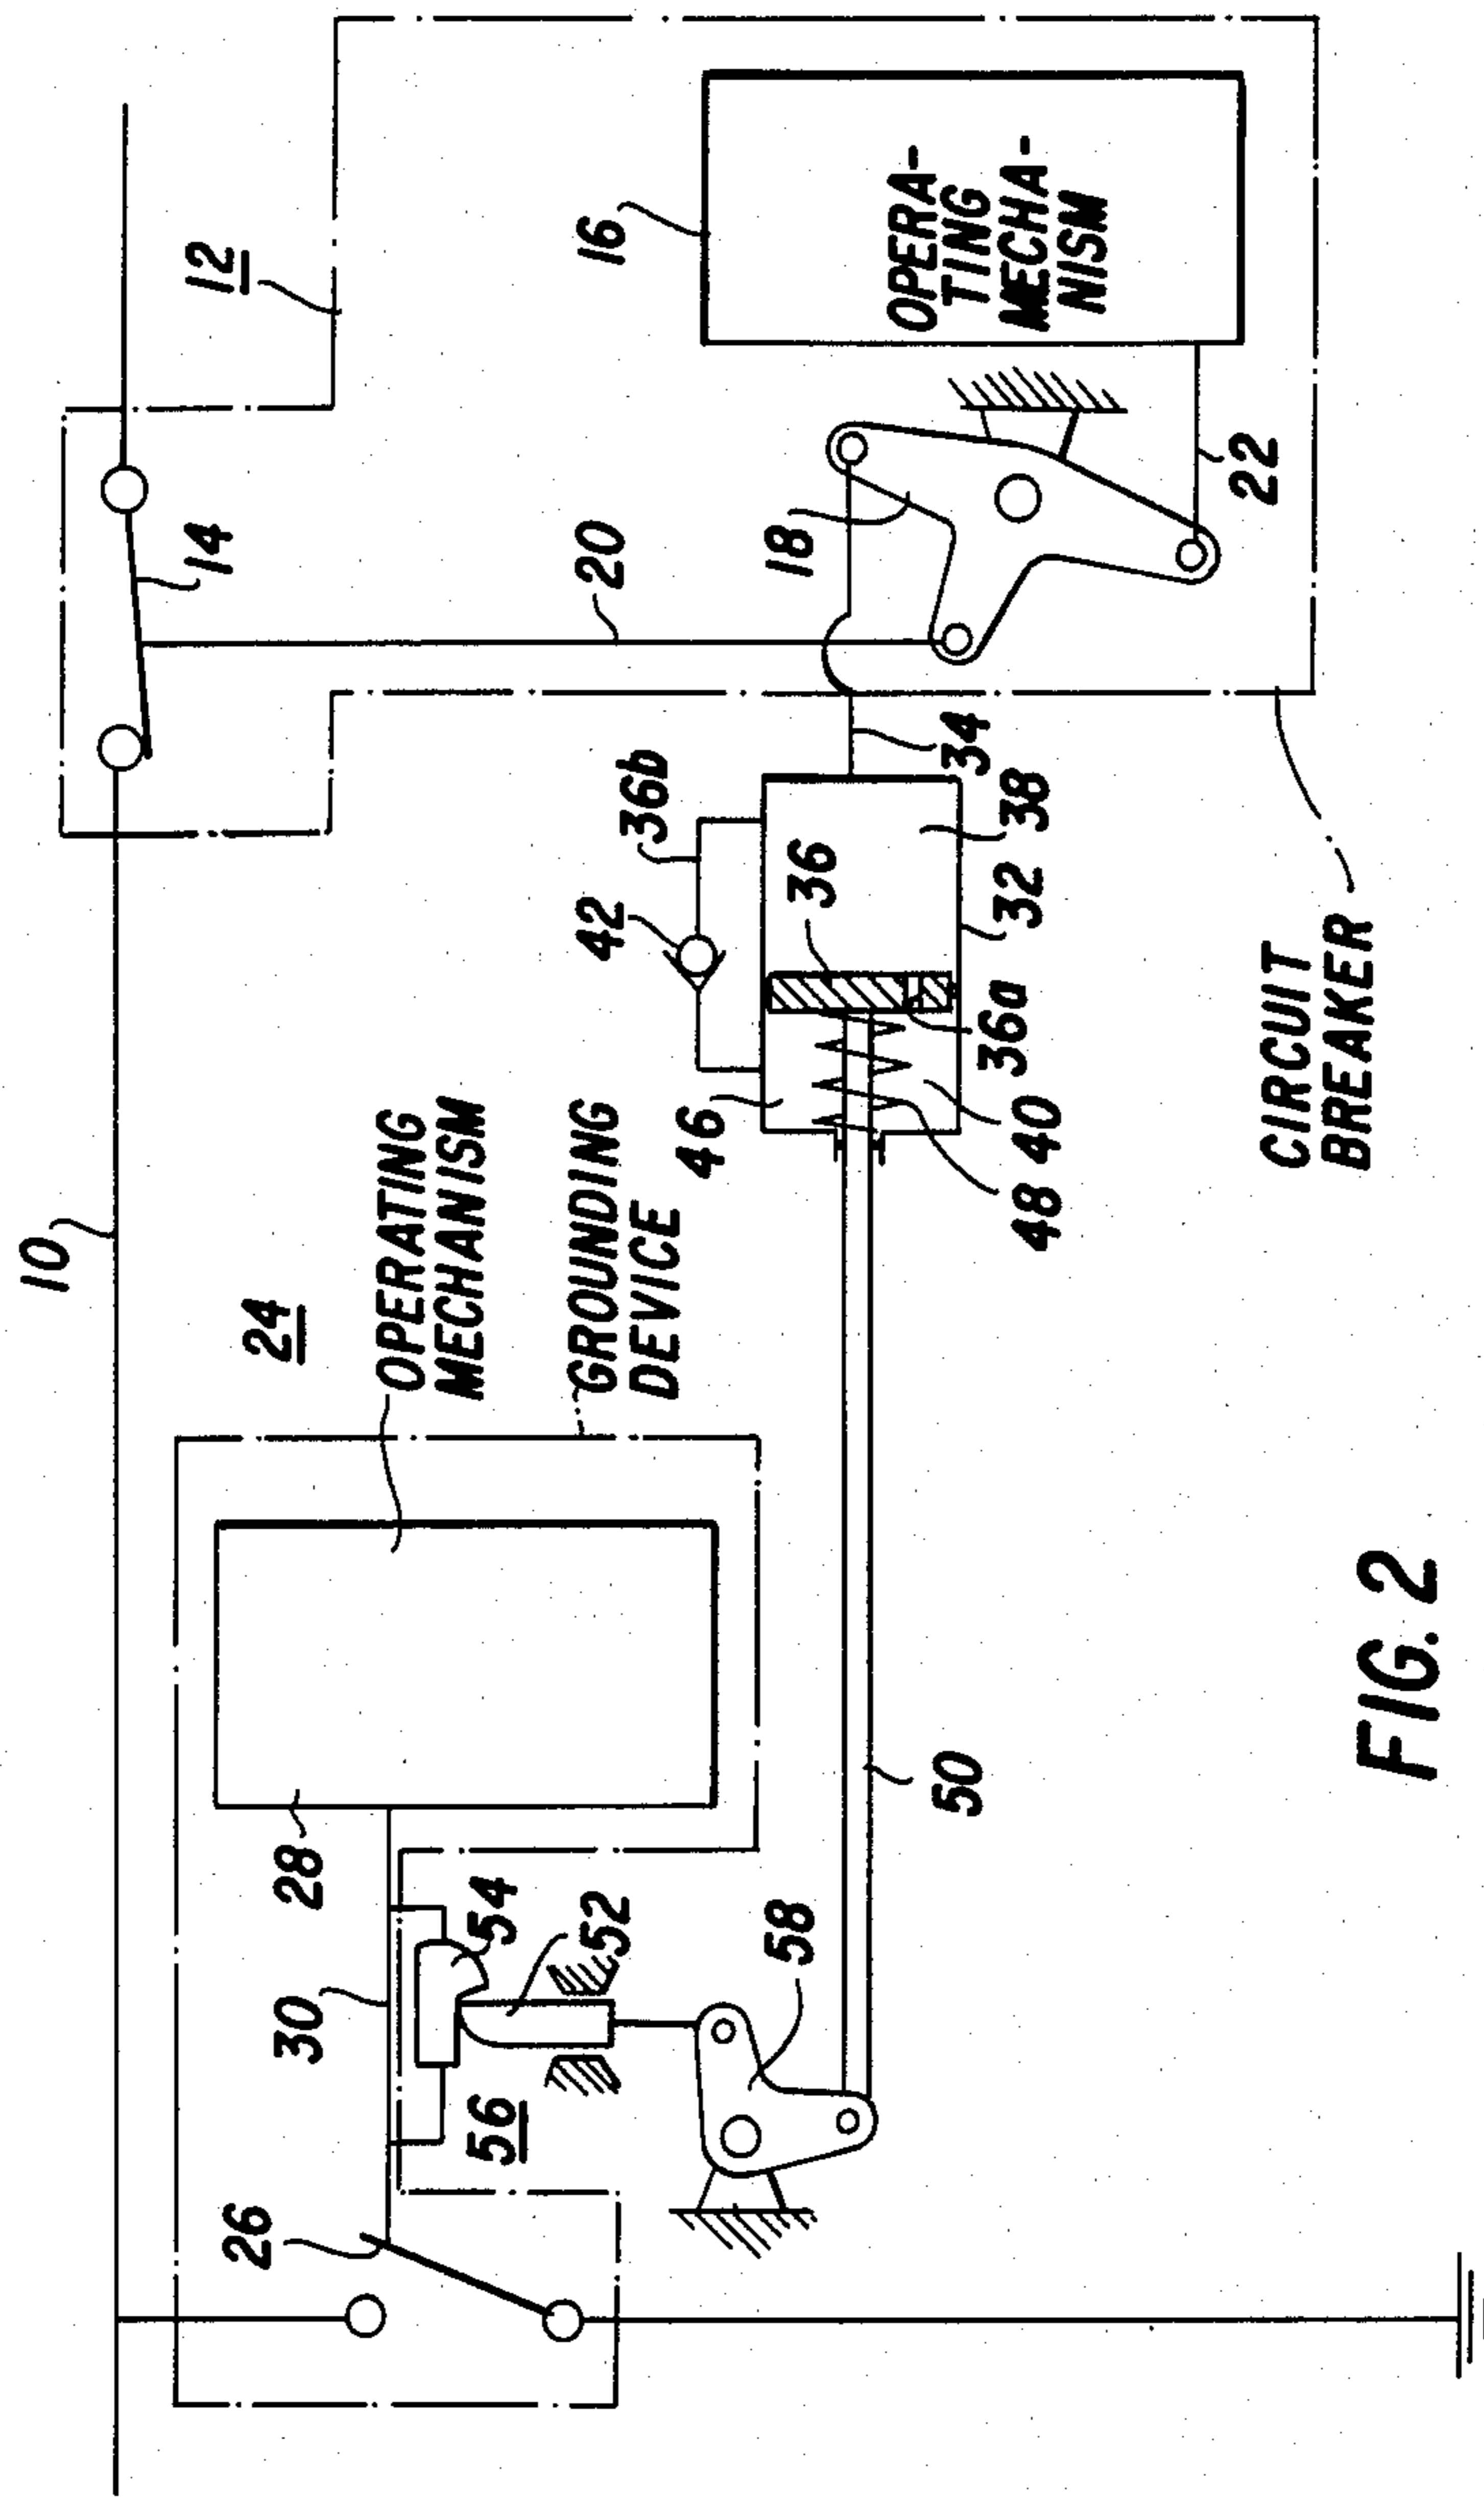 10
12
14
16
OPERA-
TING
MECHA-
NISM
18
20
22
24
OPERATING
MECHANISM
GROUNDING
DEVICE
26
28
30
54
52
56
58
50
42
36b
36
34
38
32
36a
46
40
48
CIRCUIT
BREAKER
FIG. 2